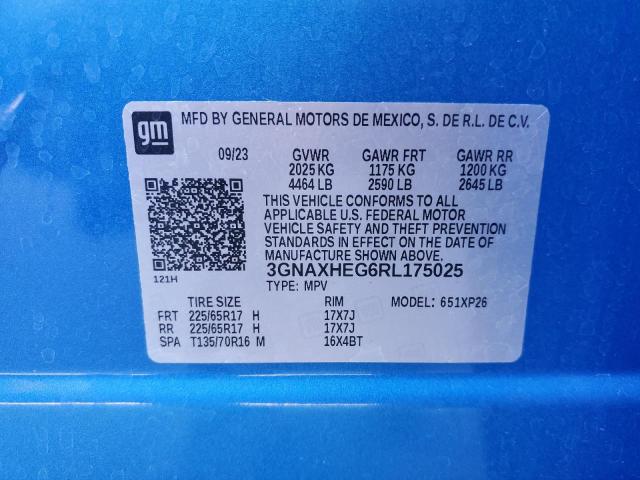 gm
MFD BY GENERAL MOTORS DE MEXICO, S. DE R.L. DE C.V.
09/23 GVWR GAWR FRT GAWR RR
2025 KG 1175 KG 1200 KG
4464 LB 2590 LB 2645 LB
THIS VEHICLE CONFORMS TO ALL
APPLICABLE U.S. FEDERAL MOTOR
VEHICLE SAFETY AND THEFT PREVENTION
STANDARDS IN EFFECT ON THE DATE OF
MANUFACTURE SHOWN ABOVE.
3GNAXHEG6RL175025
121H
TYPE: MPV
TIRE SIZE RIM MODEL: 651XP26
FRT 225/65R17 H 17X7J
RR 225/65R17 H 17X7J
SPA T135/70R16 M 16X4BT